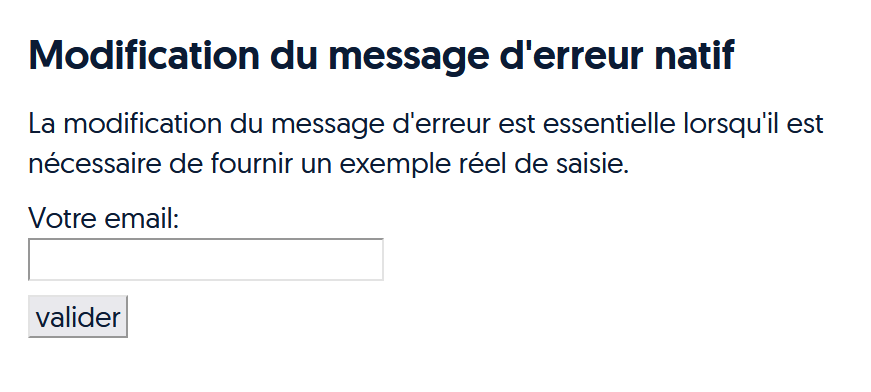 Modification du message d'erreur natif
La modification du message d'erreur est essentielle lorsqu'il est
nécessaire de fournir un exemple réel de saisie.
Votre email:
valider